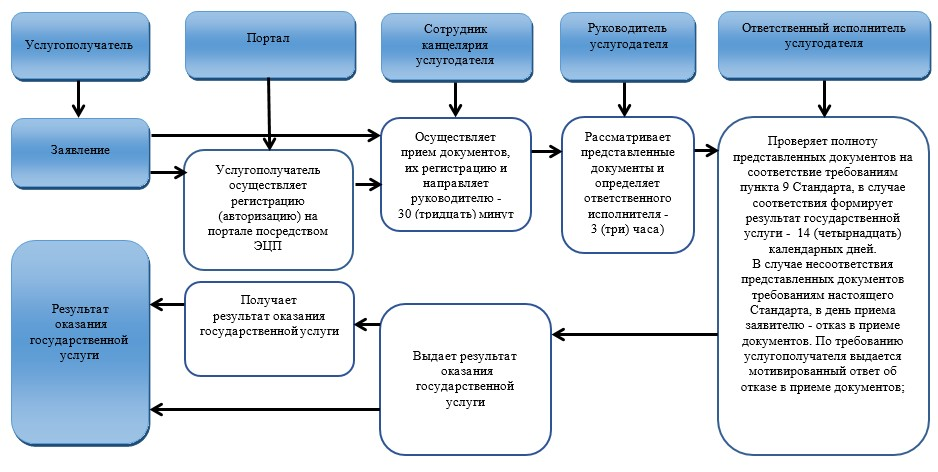 Услугополучатель
Портал
Сотрудник
канцелярия
услугодателя
Руководитель
услугодателя
Ответственный исполнитель
услугодателя
Заявление
Услугополучатель
осуществляет
регистрацию
(авторизацию) на
портале посредством
ЭЦП
Осуществляет
прием документов,
их регистрацию и
направляет
руководителю -
30 (тридцать) минут
Рассматривает
представленные
документы и
определяет
ответственного
исполнителя -
3 (три) часа)
Проверяет полноту
представленных документов на
соответствие требованиям
пункта 9 Стандарта, в случае
соответствия формирует
результат государственной
услуги - 14 (четырнадцать)
календарных дней.
В случае несоответствия
представленных документов
требованиям настоящего
Стандарта, в день приема
заявителю - отказ в приеме
документов. По требованию
услугополучателя выдается
мотивированный ответ об
отказе в приеме документов;
Результат
оказания
государственной
услуги
Получает
результат оказания
государственной услуги
Выдает результат
оказания
государственной
услуги